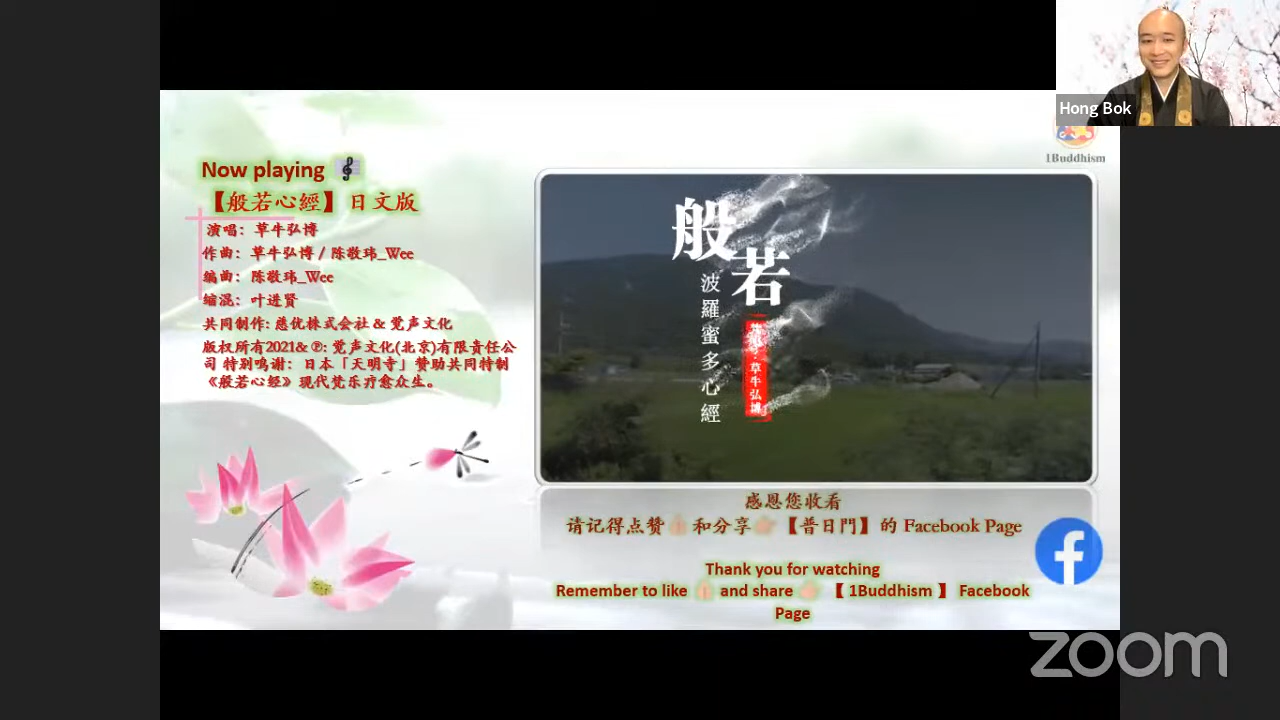 Hong Bok
1Buddhism
Now playing
【般若心經】日文版
演唱：草牛弘博
作曲：草牛弘博 / 陈敬玮_Wee
编曲：陈敬玮_Wee
缩混：叶进贤
共同制作: 慈优株式会社 & 觉声文化
版权所有2021& ℗: 觉声文化(北京)有限责任公
司 特别鸣谢：日本「天明寺」赞助共同特制
《般若心经》现代梵乐疗愈众生。
般若
波羅蜜多心經
草牛弘博
感恩您收看
请记得点赞 和分享 【普日門】的 Facebook Page
Thank you for watching
Remember to like and share 【 1Buddhism 】 Facebook
Page
zoom